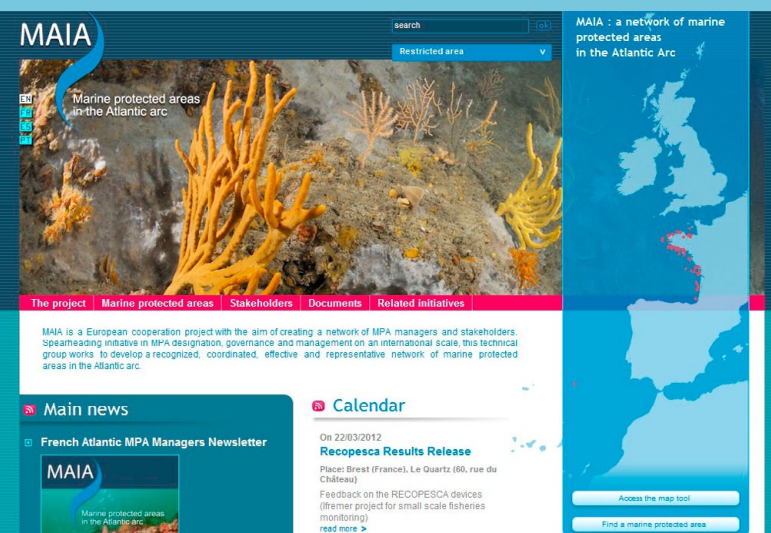 MAIA
Marine protected areas
in the Atlantic arc
search
ok
Restricted area
v
EN
FR
ES
PT
MAIA : a network of marine
protected areas
in the Atlantic Arc
The project
Marine protected areas
Stakeholders
Documents
Related initiatives
MAIA is a European cooperation project with the aim of creating a network of MPA managers and stakeholders.
Spearheading initiative in MPA designation, governance and management on an international scale, this technical
group works to develop a recognized, coordinated, effective and representative network of marine protected
areas in the Atlantic arc.
Main news
French Atlantic MPA Managers Newsletter
MAIA
Marine protected areas
in the Atlantic arc
Calendar
On 22/03/2012
Recopesca Results Release
Place: Brest (France), Le Quartz (60, rue du
Château)
Feedback on the RECOPESCA devices
(Ifremer project for small scale fisheries
monitoring)
read more >
Access the map tool
Find a marine protected area